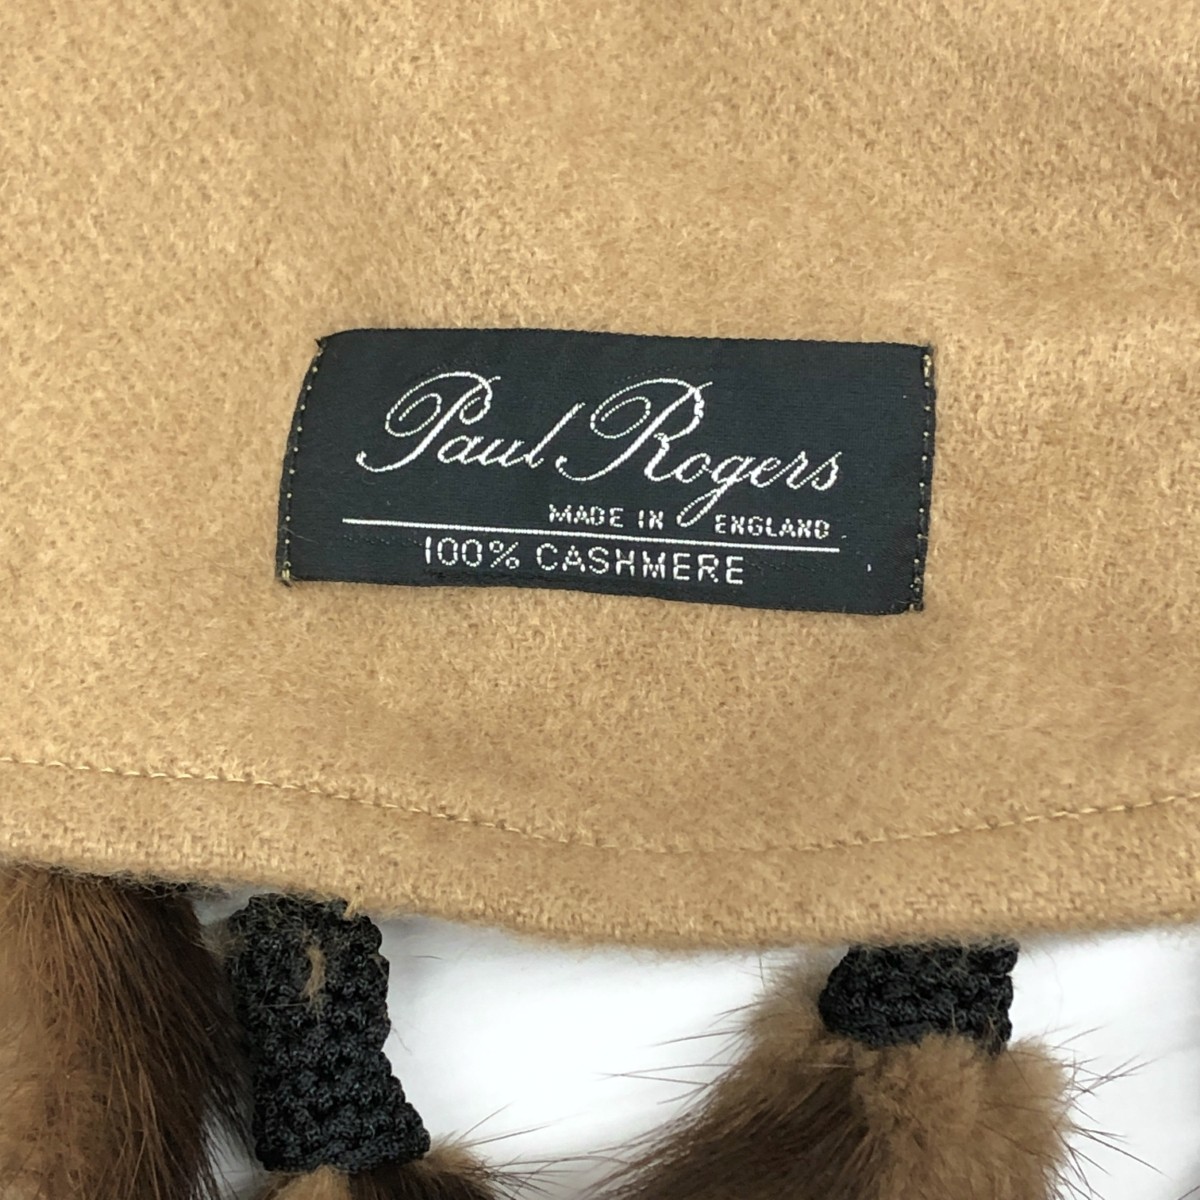 Paul Rogers
MADE IN ENGLAND
100% CASHMERE